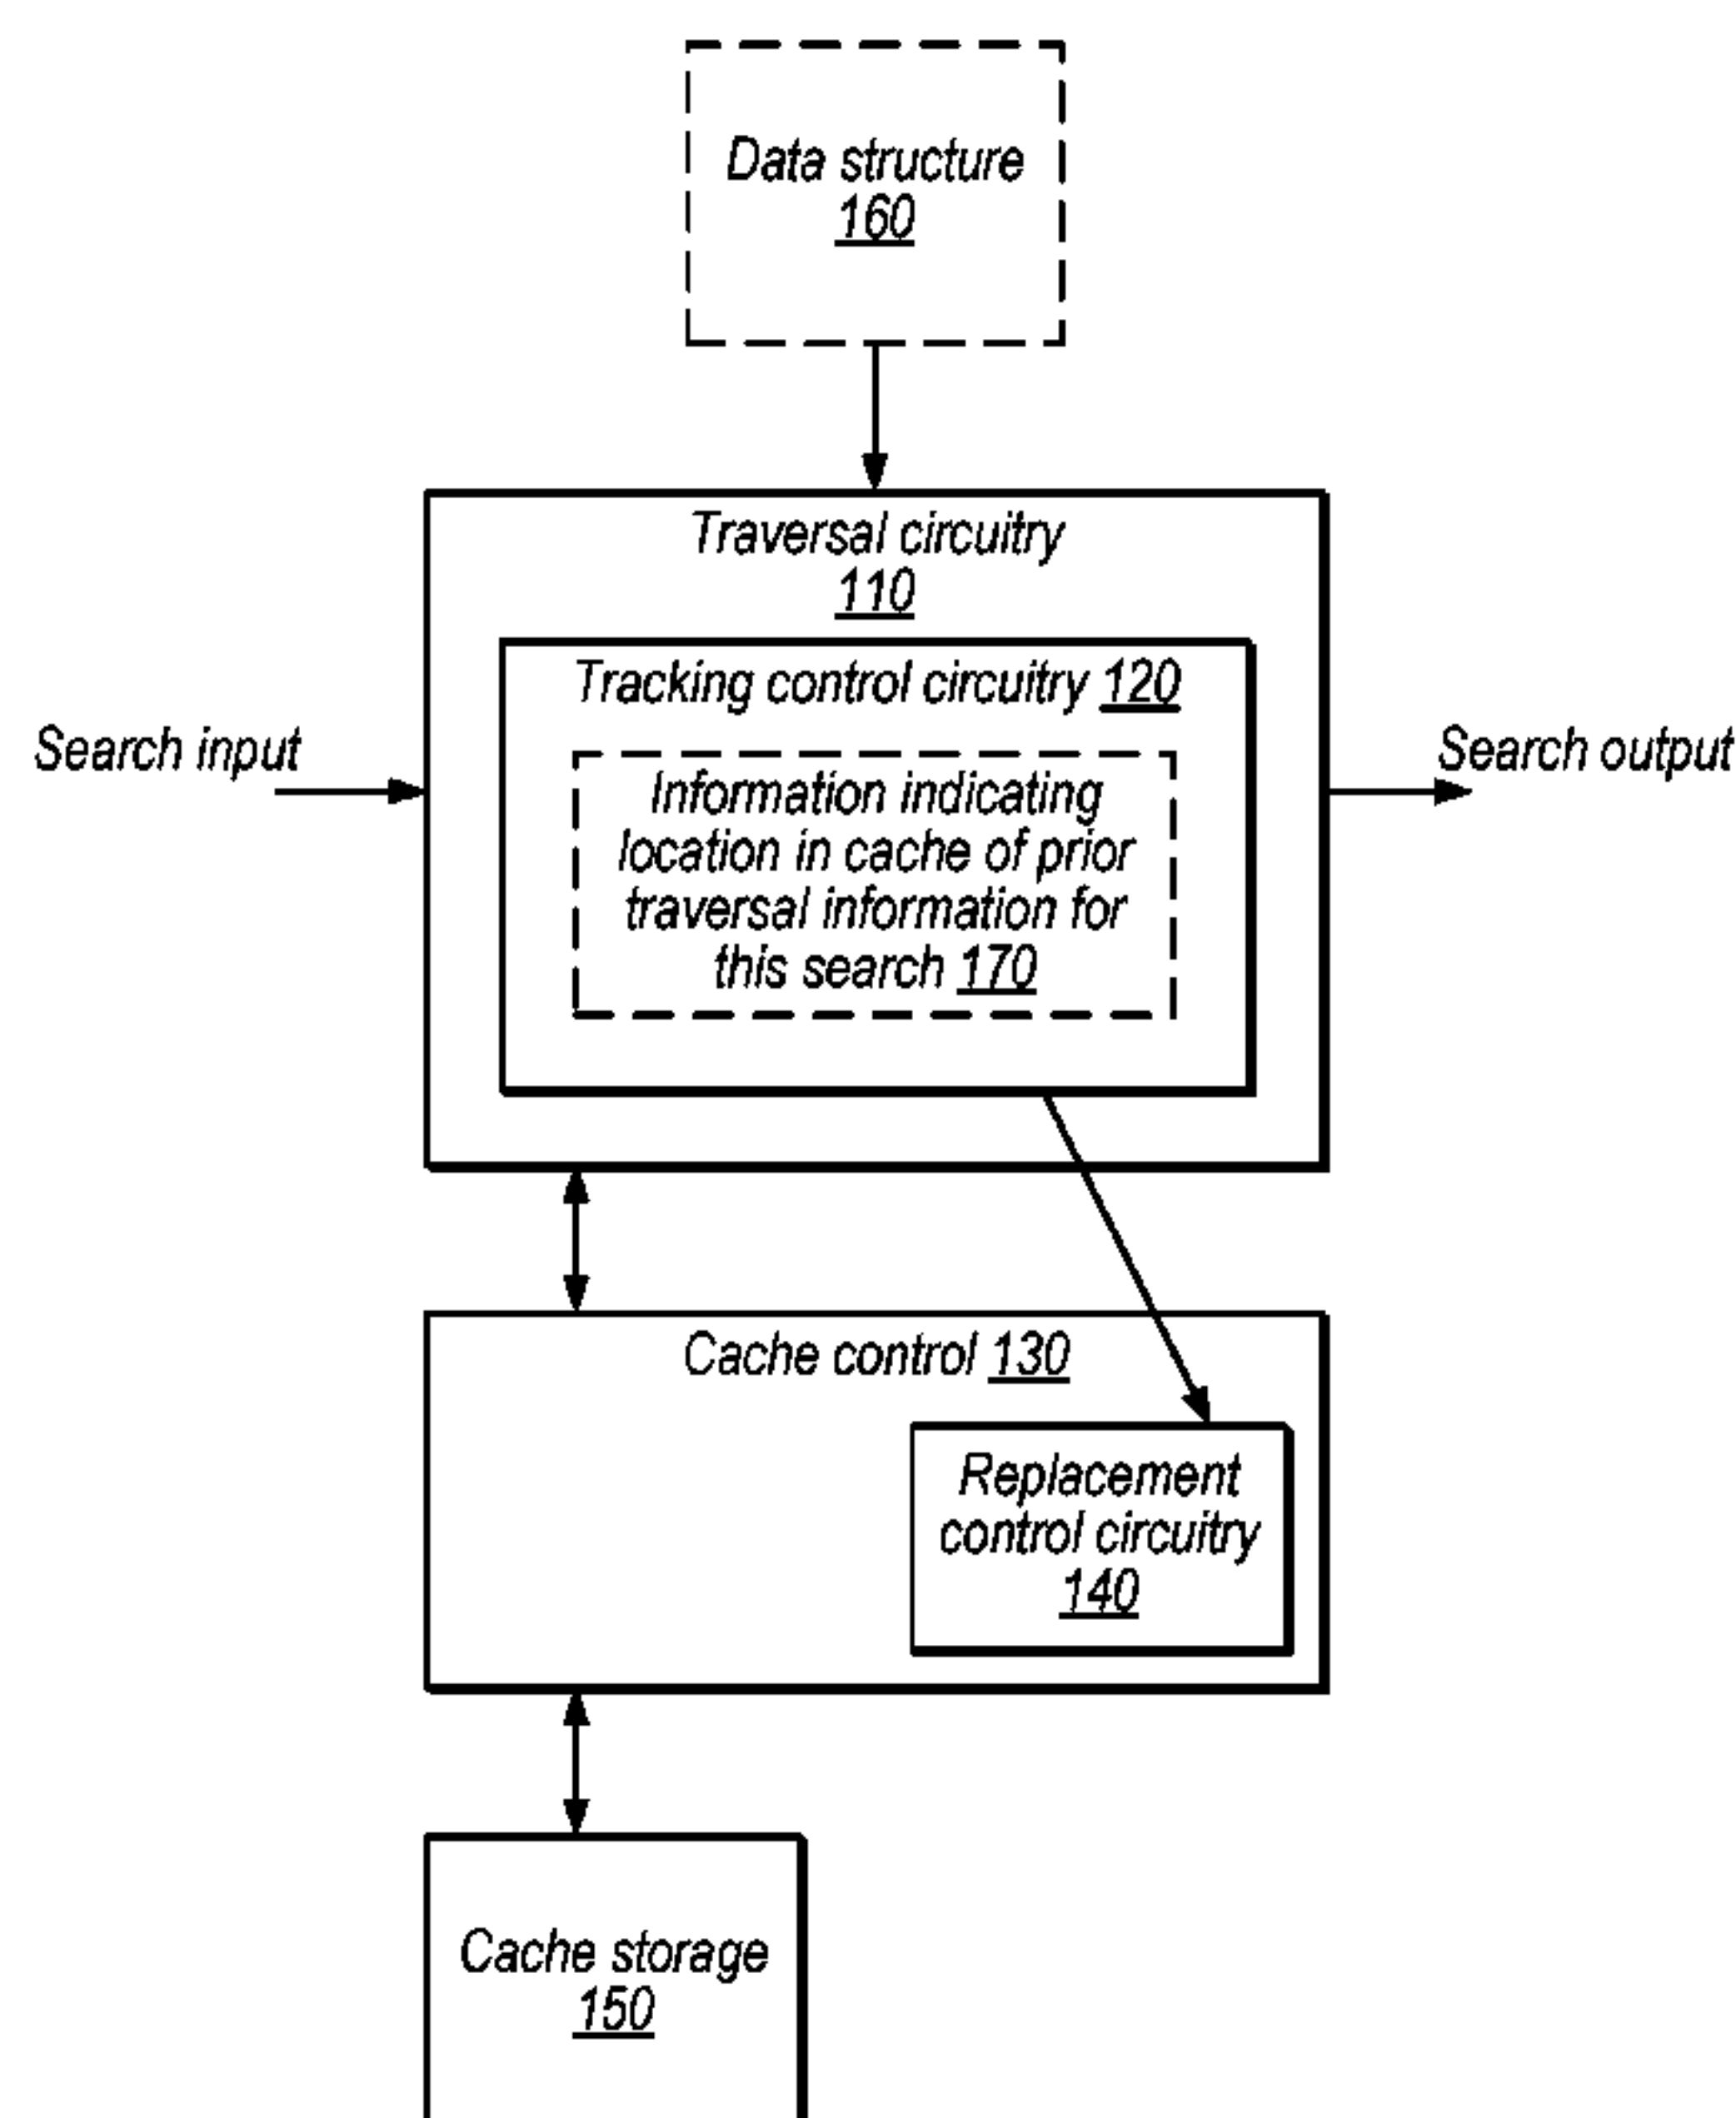 Data structure
160
Traversal circuitry
110
Tracking control circuitry 120
Search input
Search output
Information indicating
location in cache of prior
traversal information for
this search 170
Cache control 130
Replacement
control circuitry
140
Cache storage
150